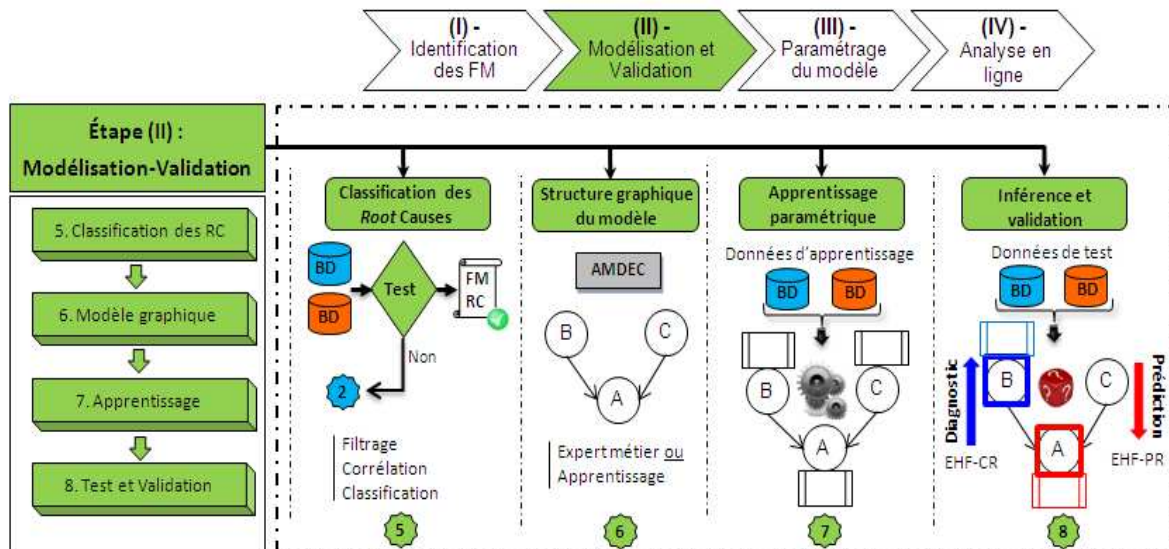 (I) -
Identification
des FM
(II) -
Modélisation et
Validation
(III) -
Paramétrage
du modèle
(IV) -
Analyse en
ligne
Étape (II) :
Modélisation-Validation
5. Classification des RC
6. Modèle graphique
7. Apprentissage
8. Test et Validation
Classification des
Root Causes
BD
BD
Test
FM
RC
Non
2
Filtrage
Corrélation
Classification
5
Structure graphique
du modèle
AMDEC
B
C
A
Expert métier ou
Apprentissage
6
Apprentissage
paramétrique
Données d'apprentissage
BD
BD
B
C
A
7
Inférence et
validation
Données de test
BD
BD
Diagnostic
B
C
Prédiction
A
EHF-CR
EHF-PR
8